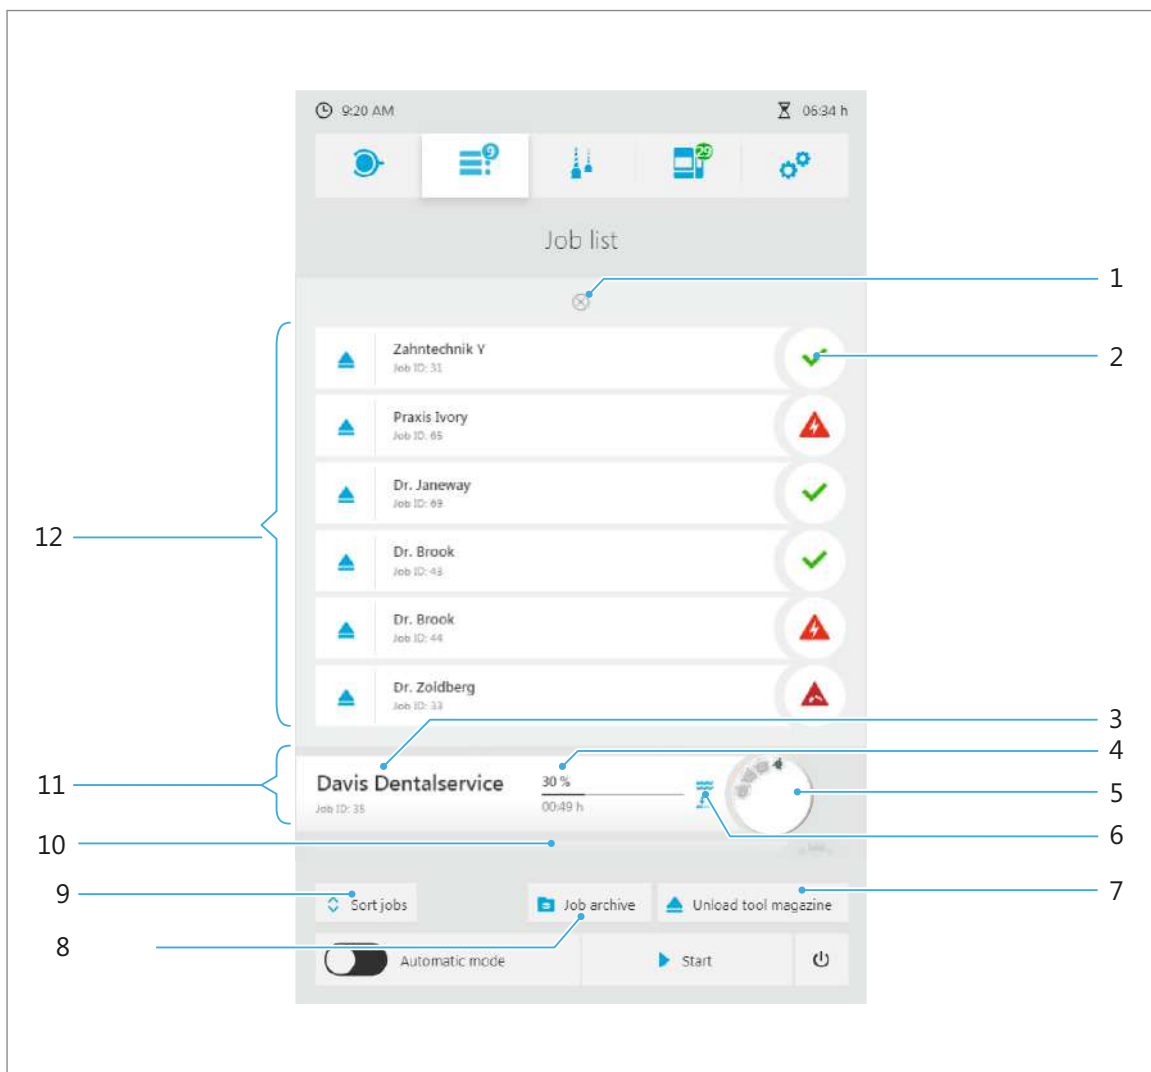 9:20 AM
06:34 h
9
29
Job list
1
Zahntechnik Y
Job ID: 31
2
Praxis Ivory
Job ID: 65
Dr. Janeway
Job ID: 69
Dr. Brook
Job ID: 43
12
Dr. Brook
Job ID: 44
Dr. Zoldberg
Job ID: 33
3
4
11
Davis Dentalservice
Job ID: 35
30 %
00:49 h
5
6
10
9
7
Sort jobs
Job archive
Unload tool magazine
8
Automatic mode
Start